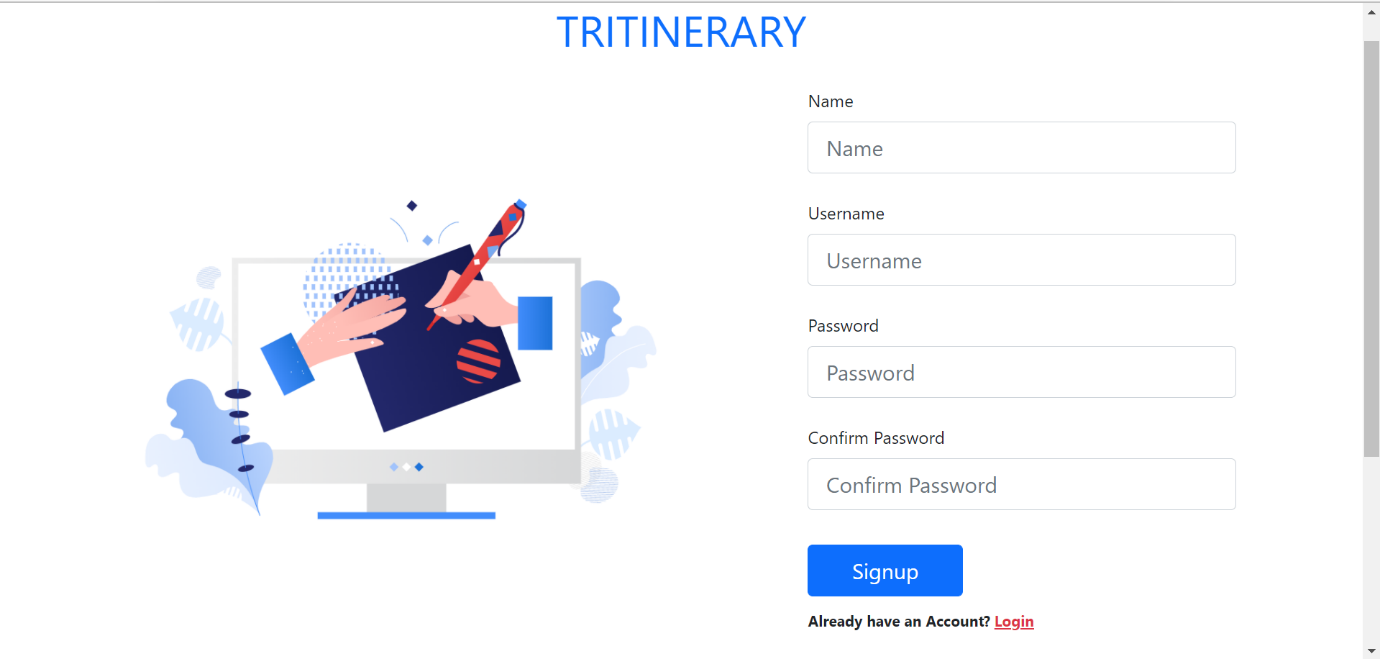 TRITINERARY
Name
Name
Username
Username
Password
Password
Confirm Password
Confirm Password
Signup
Already have an Account? Login